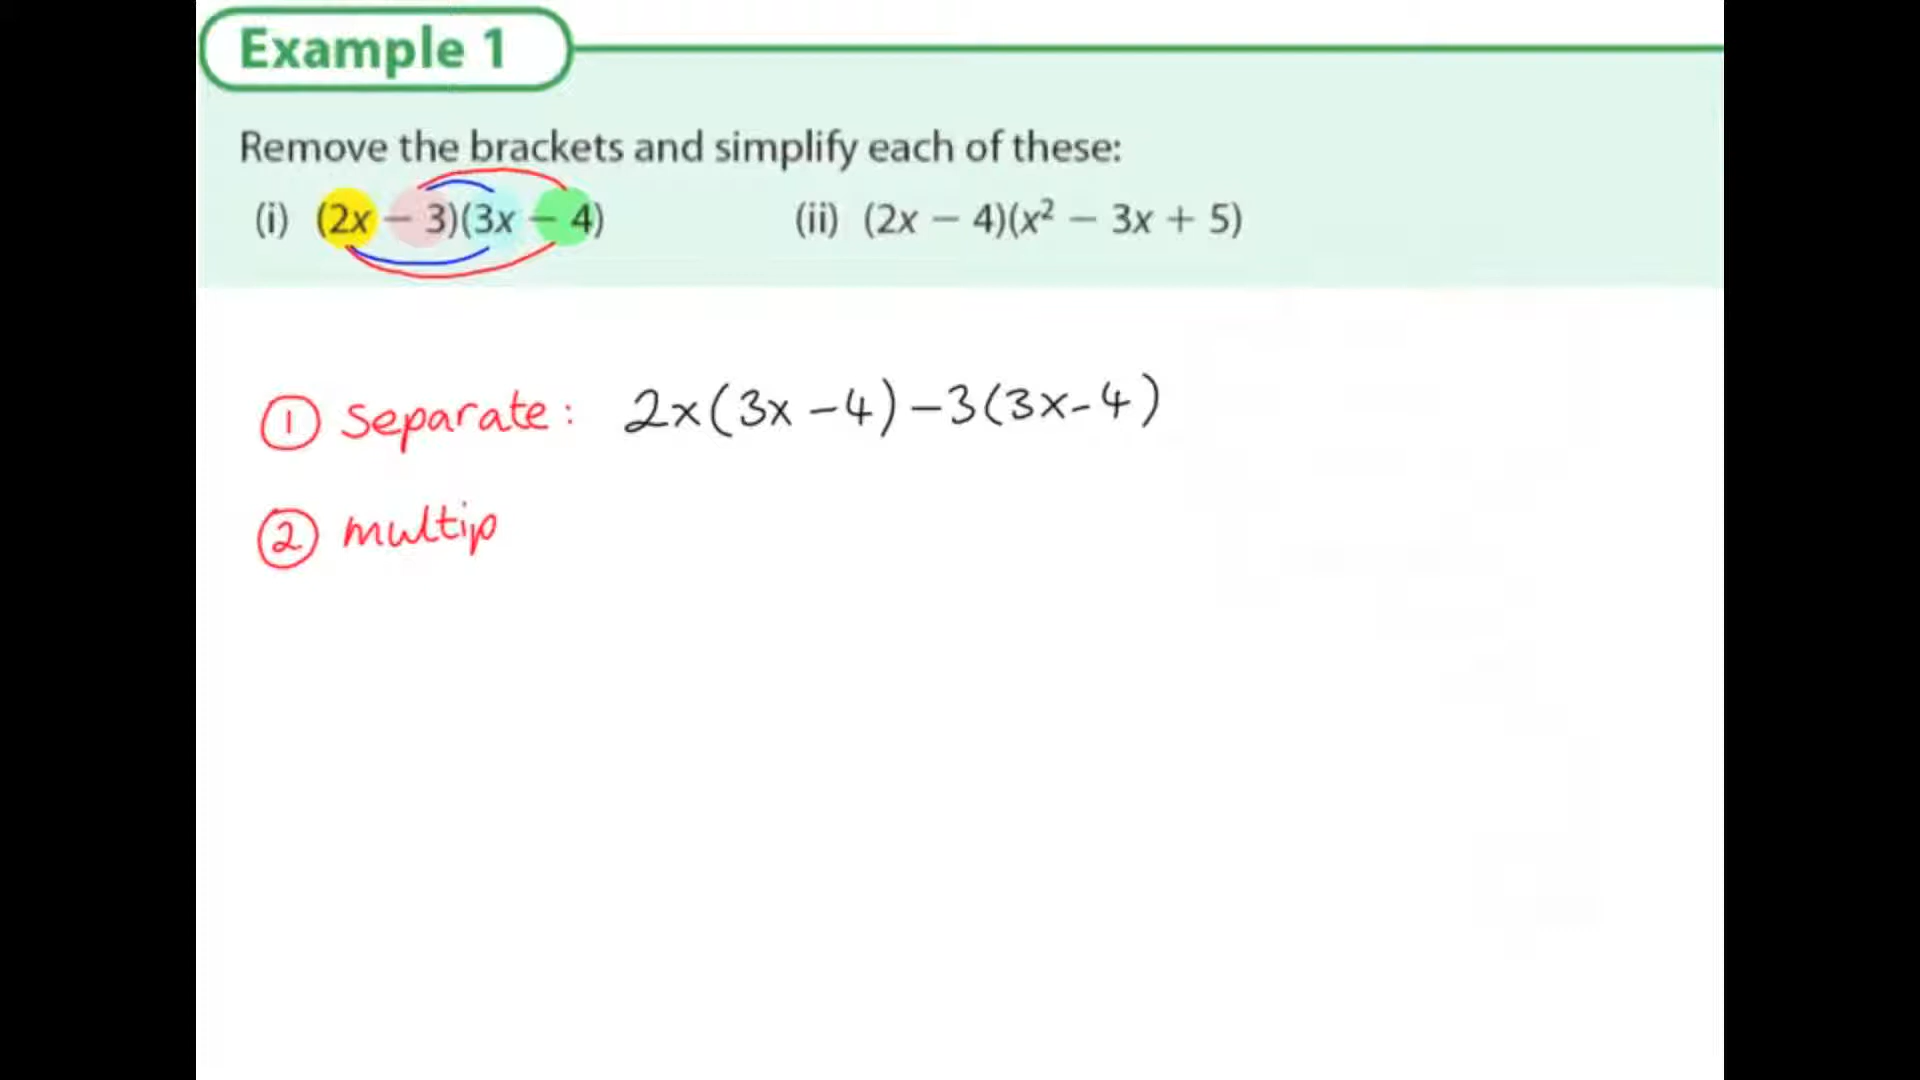 Example 1
Remove the brackets and simplify each of these:
(i) (2x − 3)(3x − 4) (ii) (2x − 4)(x² − 3x + 5)
① separate: 2x(3x −4) −3(3x−4)
② multip